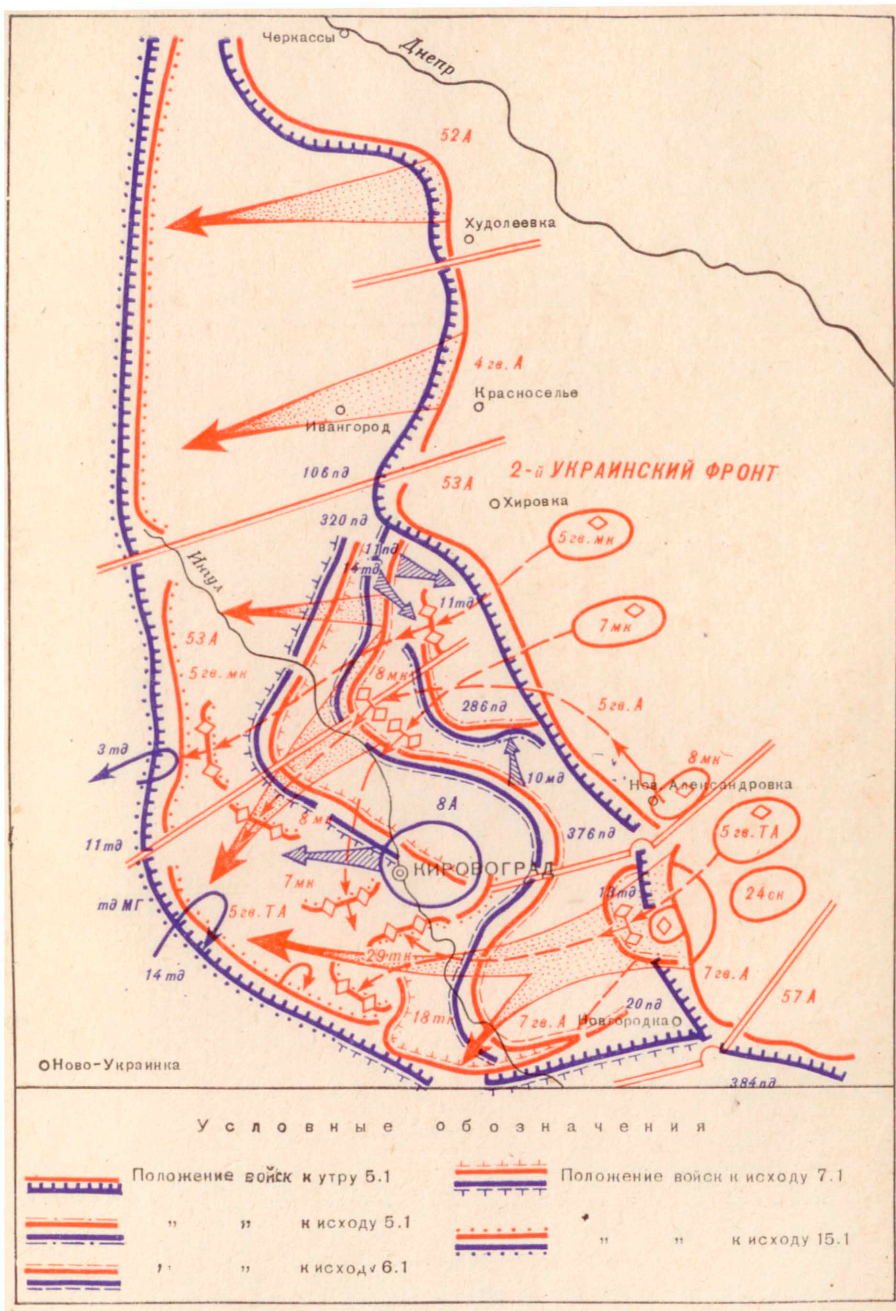 Черкассы
Днепр
52 А
Худолеевка
4 гв. А
Красноселье
Ивангород
106 пд
2-й УКРАИНСКИЙ ФРОНТ
53 А
Хировка
320 пд
5 гв. мк
11 пд
14 тд
Ингул
11 тд
7 мк
53 А
5 гв. мк
8 мк
286 пд
5 гв. А
3 тд
8 мк
10 мд
Нов. Александровка
8 А
8 мк
376 пд
5 гв. ТА
11 тд
КИРОВОГРАД
7 мк
13 тд
24 ск
тд МГ
5 гв. ТА
29 тк
14 тд
7 гв. А
57 А
20 пд
18 тк
7 гв. А
Новгородка
Ново-Украинка
384 пд
Условные обозначения
Положение войск к утру 5.1
Положение войск к исходу 7.1
" " к исходу 5.1
" " к исходу 15.1
" " к исходу 6.1